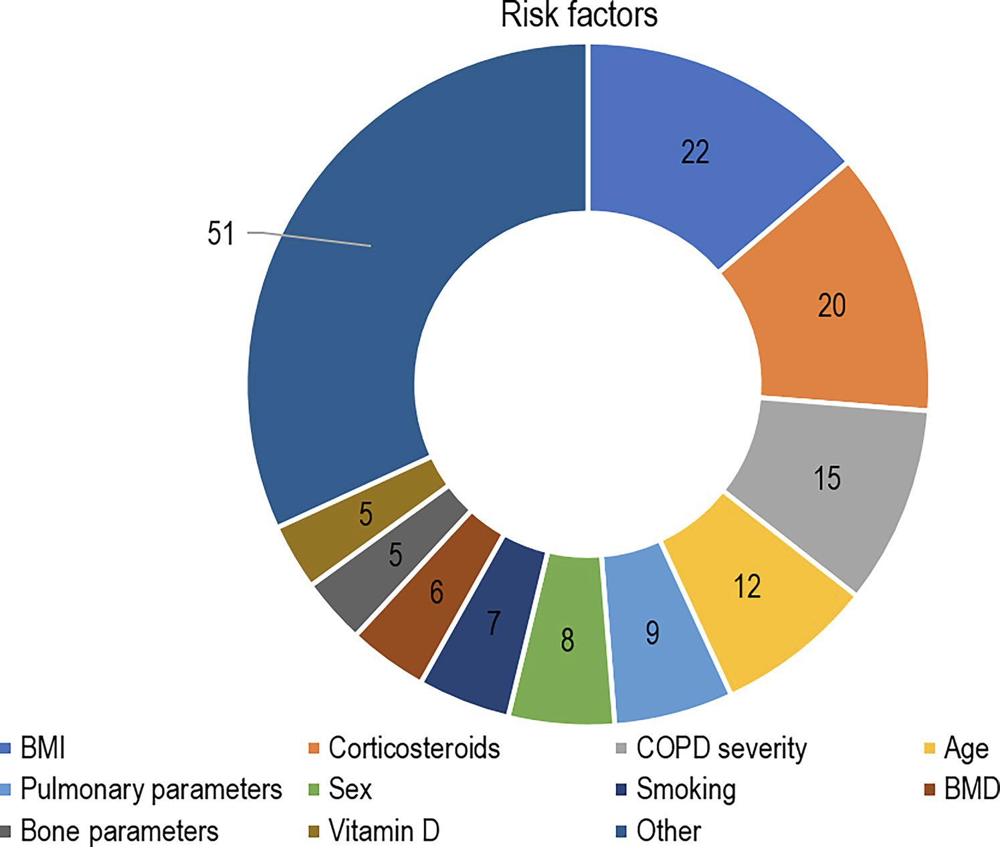 Risk factors
22
20
15
12
9
8
7
6
5
5
51
BMI Corticosteroids COPD severity Age
Pulmonary parameters Sex Smoking BMD
Bone parameters Vitamin D Other